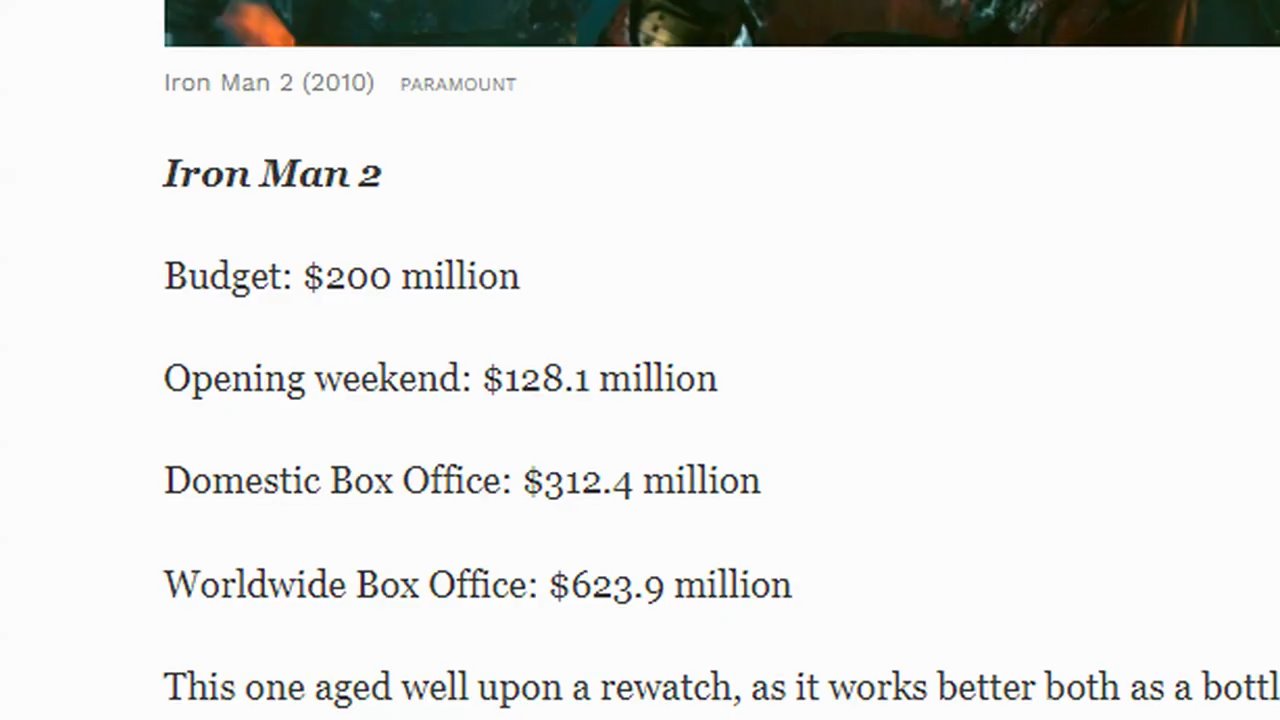 Iron Man 2 (2010) PARAMOUNT
Iron Man 2
Budget: $200 million
Opening weekend: $128.1 million
Domestic Box Office: $312.4 million
Worldwide Box Office: $623.9 million
This one aged well upon a rewatch, as it works better both as a bottl